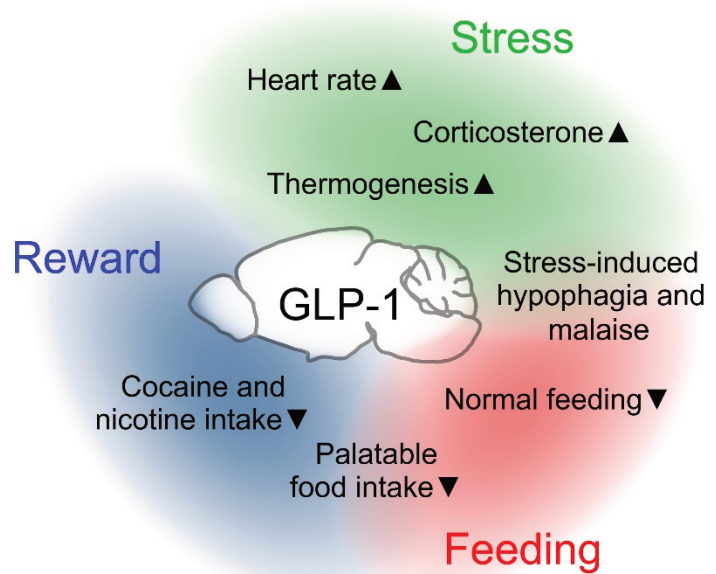 Stress
Heart rate ▲
Corticosterone ▲
Thermogenesis ▲
Reward
GLP-1
Stress-induced
hypophagia and
malaise
Cocaine and
nicotine intake ▼
Normal feeding ▼
Palatable
food intake ▼
Feeding